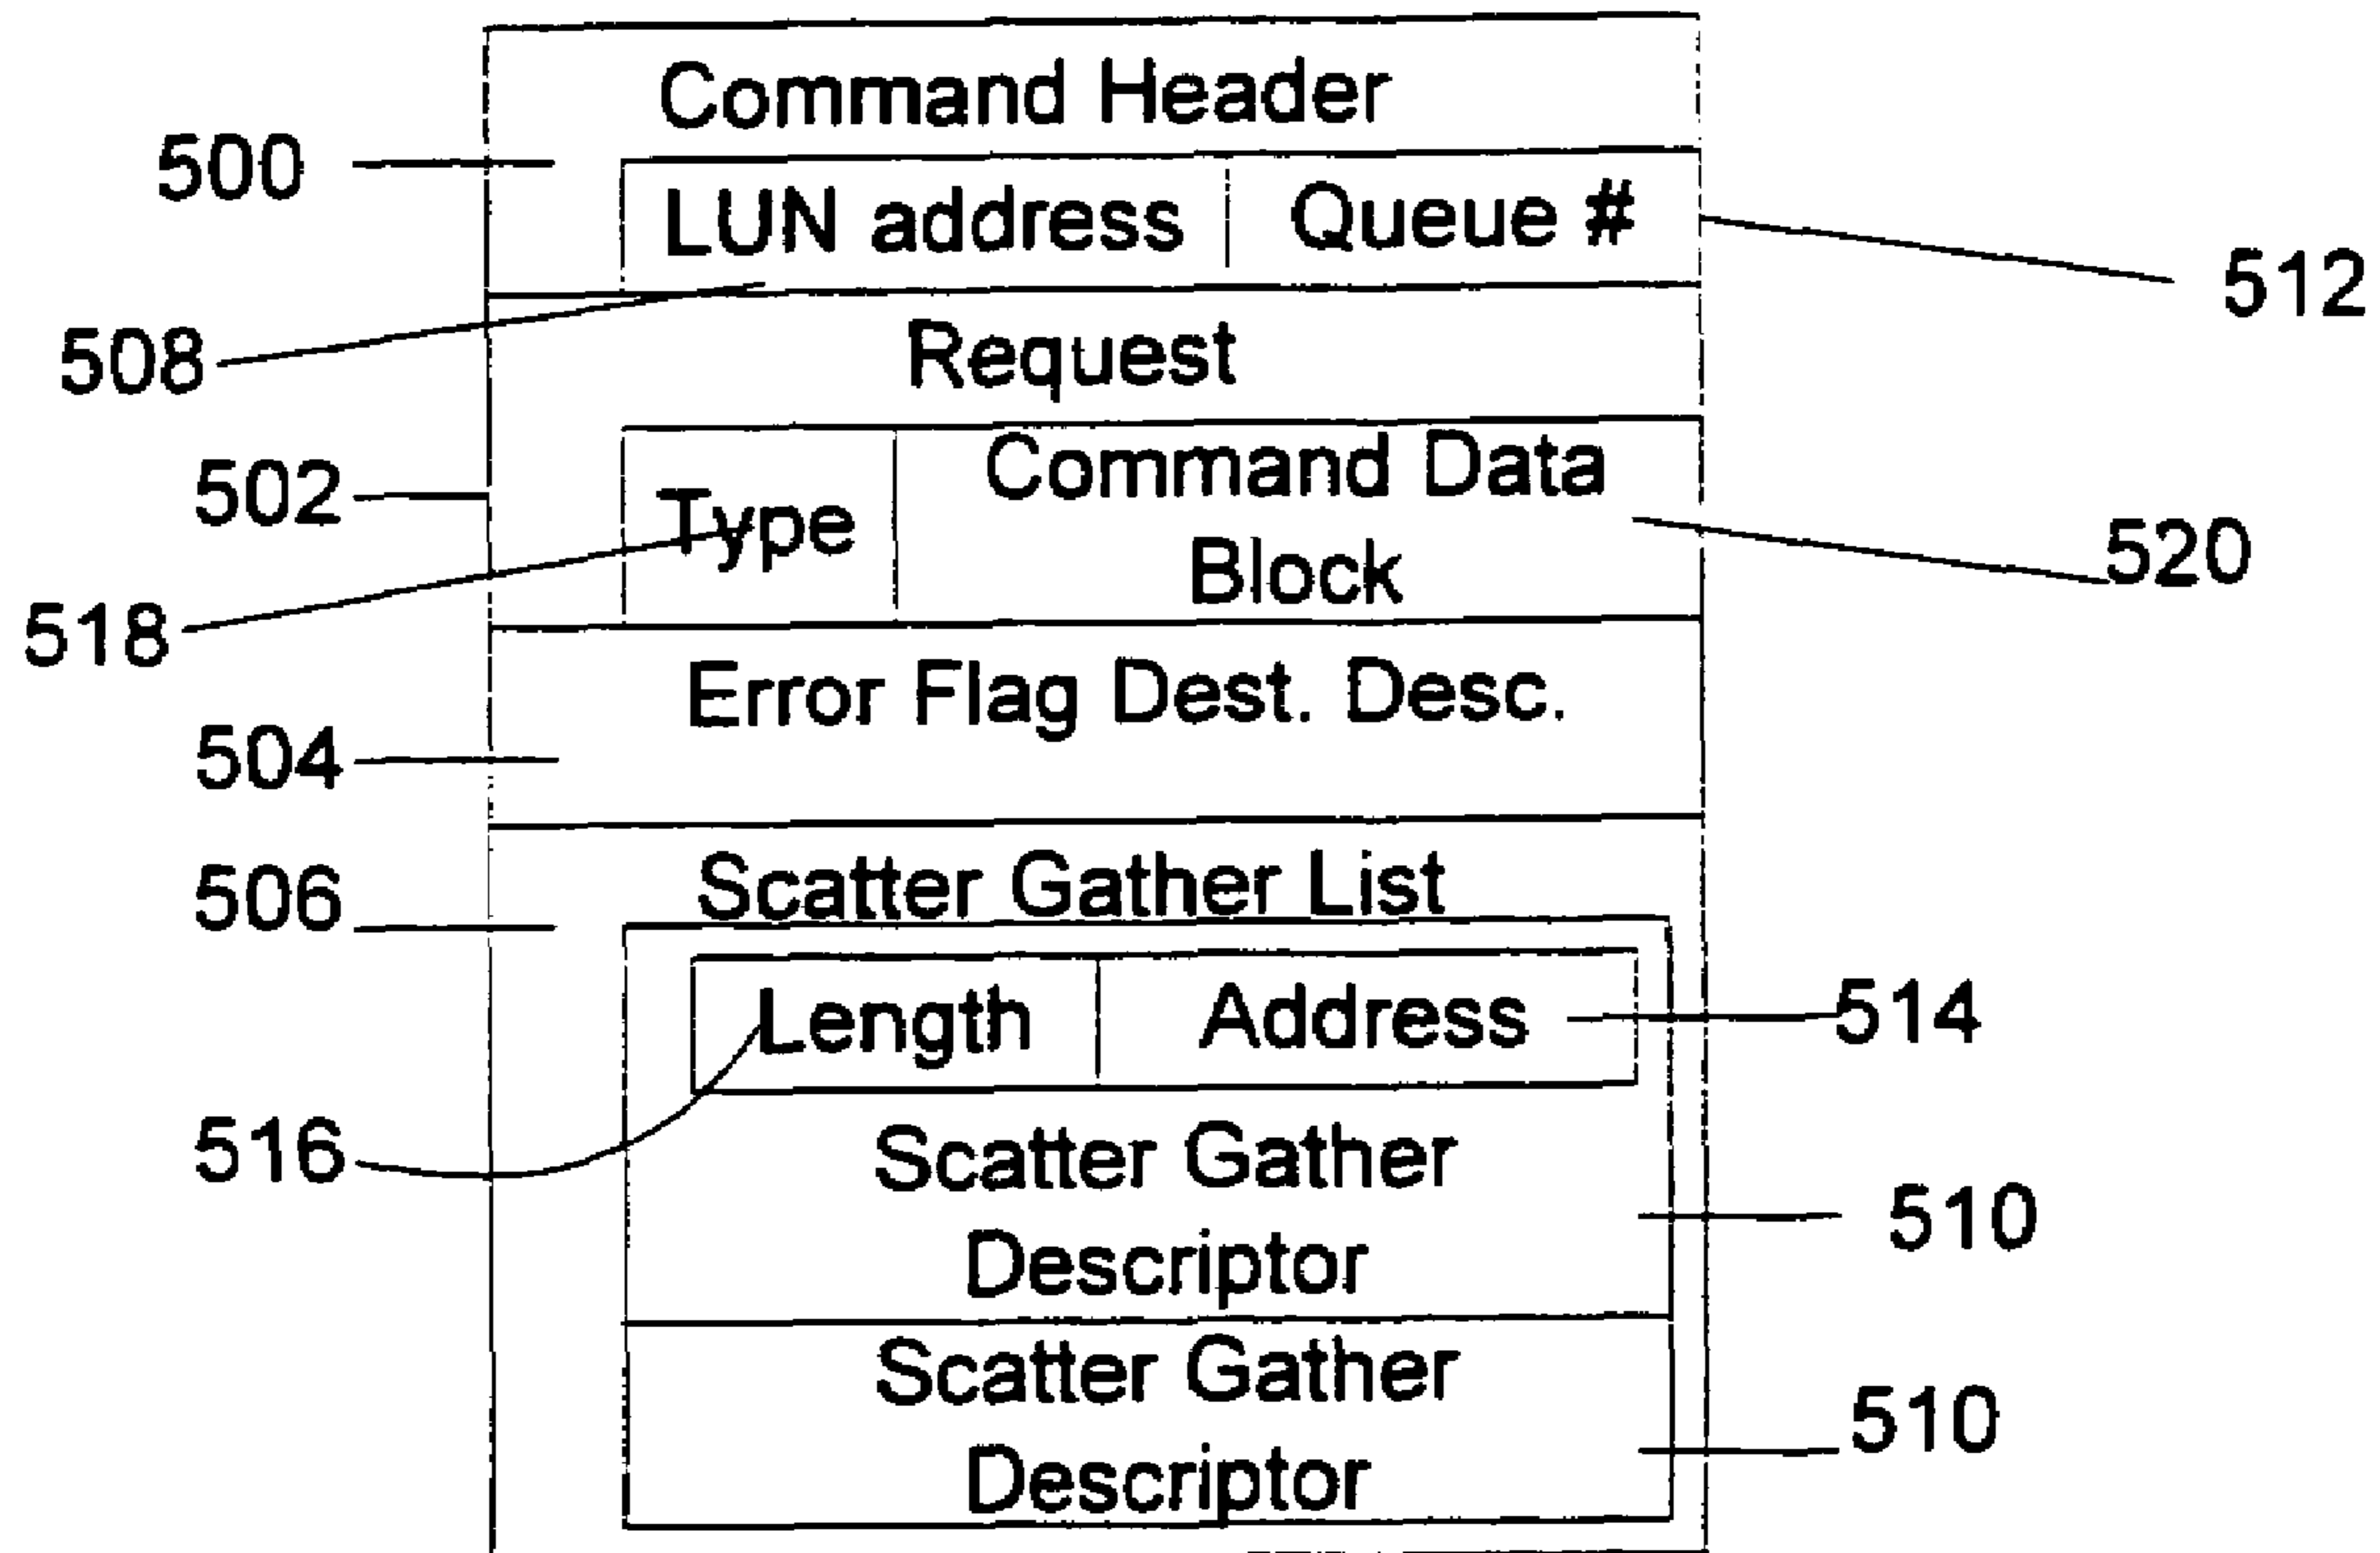 Command Header
500
LUN address Queue #
512
508
Request
502
Type
Command Data
Block
520
518
Error Flag Dest. Desc.
504
506
Scatter Gather List
Length Address
514
516
Scatter Gather
Descriptor
510
Scatter Gather
Descriptor
510